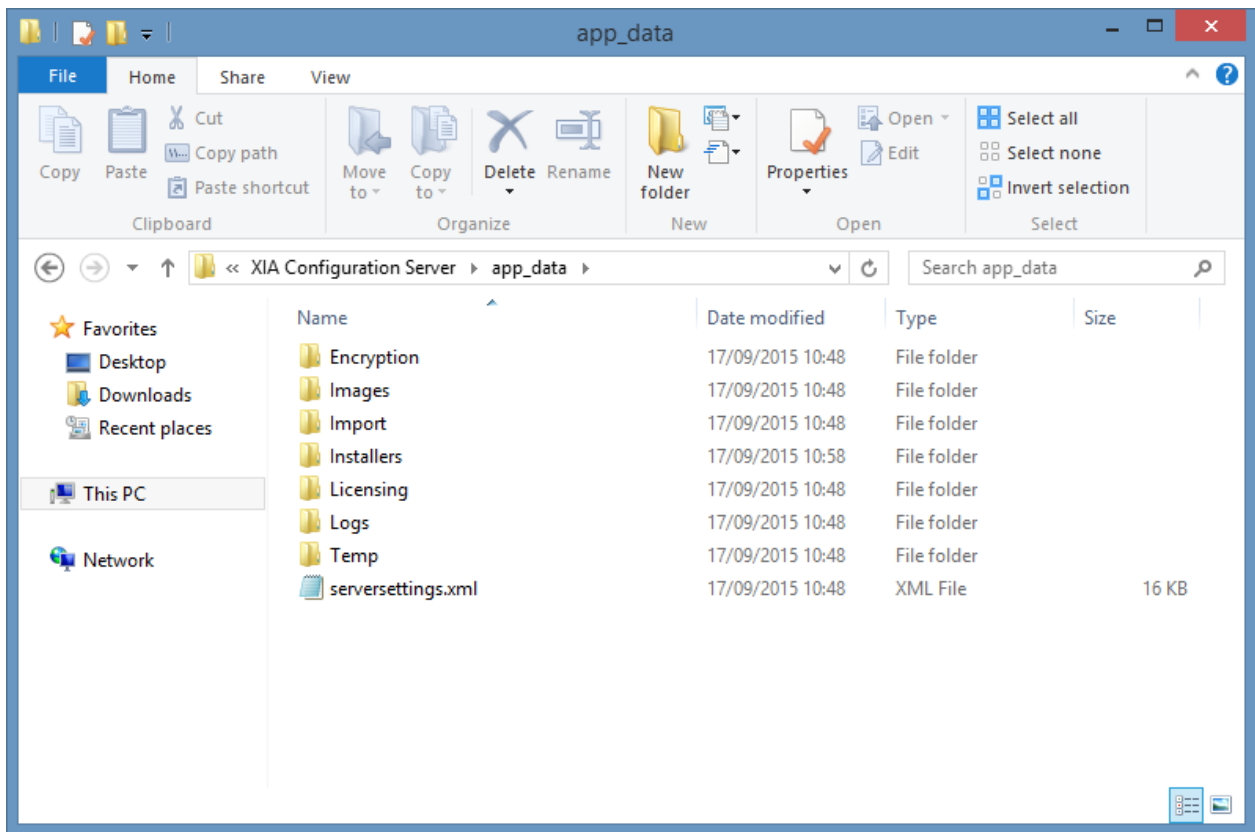 app_data
File Home Share View
Copy
Paste
Cut
Copy path
Paste shortcut
Clipboard
Move to
Copy to
Delete
Rename
Organize
New folder
New
Properties
Open
Edit
Open
Select all
Select none
Invert selection
Select
« XIA Configuration Server app_data
Search app_data
Favorites
Desktop
Downloads
Recent places
This PC
Network
Name Date modified Type Size
Encryption 17/09/2015 10:48 File folder
Images 17/09/2015 10:48 File folder
Import 17/09/2015 10:48 File folder
Installers 17/09/2015 10:58 File folder
Licensing 17/09/2015 10:48 File folder
Logs 17/09/2015 10:48 File folder
Temp 17/09/2015 10:48 File folder
serversettings.xml 17/09/2015 10:48 XML File 16 KB